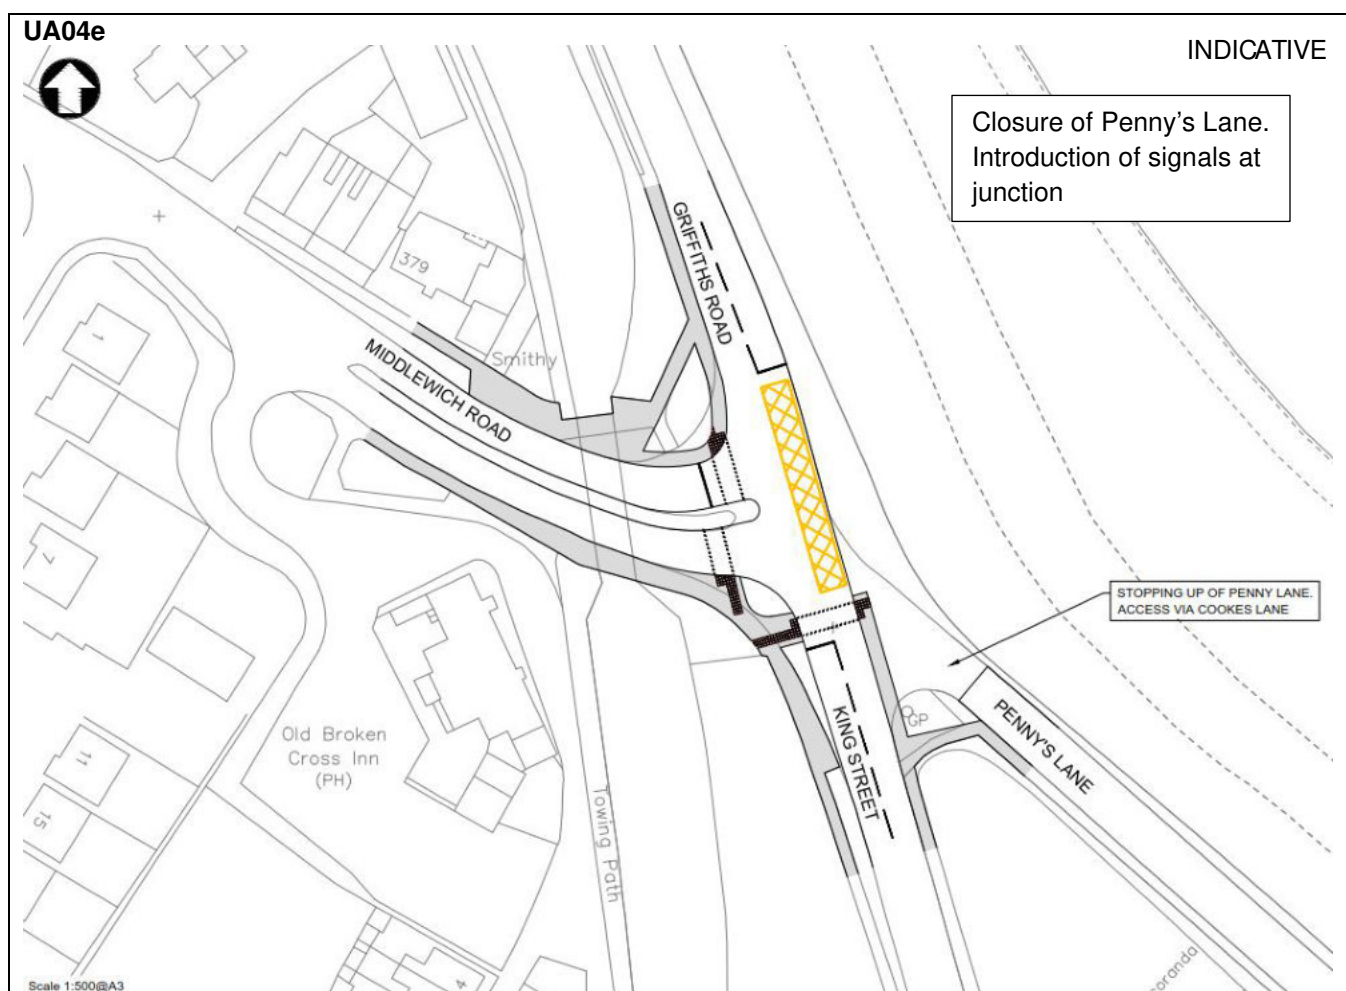 UA04e
INDICATIVE
Closure of Penny's Lane.
Introduction of signals at
junction
GRIFFITHS ROAD
379
Smithy
MIDDLEWICH ROAD
1
7
STOPPING UP OF PENNY LANE.
ACCESS VIA COOKES LANE
GP
PENNY'S LANE
KING STREET
Old Broken
Cross Inn
(PH)
11
15
Towing Path
4
oranda
Scale 1:500@A3